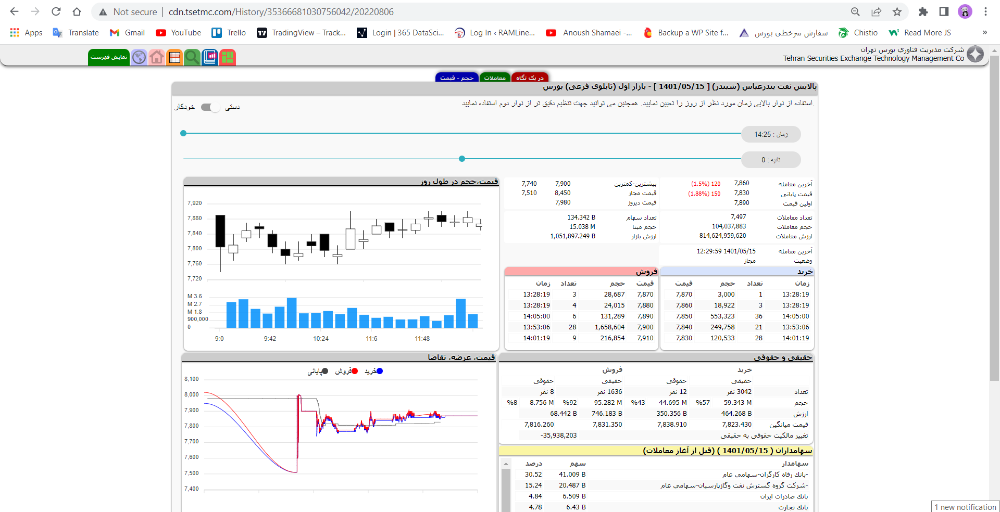 Not secure | cdn.tsetmc.com/History/35366681030756042/20220806
Apps Translate Gmail YouTube Trello TradingView – Track... Login | 365 DataSci... Log In ‹ RAMLine... Anoush Shamaei -... Backup a WP Site f... سفارش سرخطی بورس Chistio Read More JS »
شرکت مدیریت فناوري بورس تهران
Tehran Securities Exchange Technology Management Co
نمایش فهرست
در یک نگاه معاملات حجم - قیمت
پالایش نفت بندرعباس (شبندر) [ 1401/05/15 ] - بازار اول (تابلوی فرعی) بورس
استفاده از نوار بالایی زمان مورد نظر از روز را تعیین نمایید. همچنین می توانید جهت تنظیم دقیق تر از نوار دوم استفاده نمایید.
دستی خودکار
زمان : 14:25
ثانیه : 0
آخرین معامله 7,860 120 (1.5%)
قیمت پایانی 7,830 150 (1.88%)
اولین قیمت 7,890
بیشترین-کمترین 7,900 7,740
قیمت مجاز 8,450 7,510
قیمت دیروز 7,980
تعداد معاملات 7,497
حجم معاملات 104,037,883
ارزش معاملات 814,624,959,620
تعداد سهام 134.342 B
حجم مبنا 15.038 M
ارزش بازار 1,051,897.249 B
آخرین معامله 1401/05/15 12:29:59
وضعیت مجاز
قیمت،حجم در طول روز
7,920
7,880
7,840
7,800
7,760
7,720
3.6 M
2.7 M
1.8 M
900,000
0
9:0 9:42 10:24 11:6 11:48
خرید
زمان تعداد حجم قیمت
13:28:19 1 3,000 7,870
13:28:19 3 18,922 7,860
14:05:00 36 553,323 7,850
13:53:06 21 249,758 7,840
14:01:19 28 120,533 7,830
فروش
قیمت حجم تعداد زمان
7,870 28,687 3 13:28:19
7,880 24,015 4 13:28:19
7,890 131,289 6 14:05:00
7,900 1,658,604 28 13:53:06
7,910 216,854 9 14:01:19
قیمت، عرضه، تقاضا
خرید فروش پایانی
8,100
8,000
7,900
7,800
7,700
7,600
7,500
7,400
حقیقی و حقوقی
خرید فروش
حقیقی حقوقی حقیقی حقوقی
تعداد 3042 نفر 12 نفر 1636 نفر 8 نفر
حجم 59.343 M %57 44.695 M %43 95.282 M %92 8.756 M %8
ارزش 464.268 B 350.356 B 746.183 B 68.442 B
قیمت میانگین 7,823.430 7,838.910 7,831.350 7,816.260
تغییر مالکیت حقوقی به حقیقی -35,938,203
سهامداران ( 1401/05/15 ) (قبل از آغاز معاملات)
سهامدار سهم درصد
بانك رفاه كارگران-سهامي عام- 41.009 B 30.52
شركت گروه گسترش نفت وگازپارسيان-سهامي عام- 20.487 B 15.24
بانك صادرات ايران 6.509 B 4.84
بانك تجارت 6.43 B 4.78
1 new notification